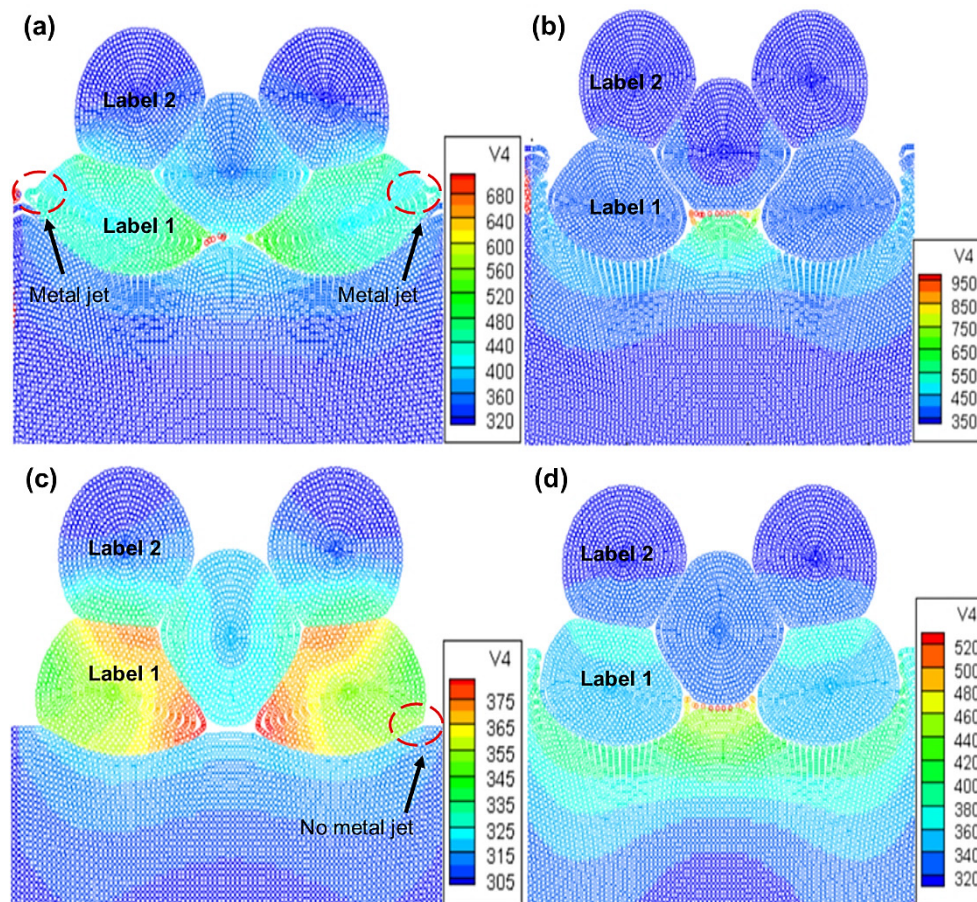 (a)
Label 2
Label 1
Metal jet
Metal jet
V4
680
640
600
560
520
480
440
400
360
320
(b)
Label 2
Label 1
V4
950
850
750
650
550
450
350
(c)
Label 2
Label 1
No metal jet
V4
375
365
355
345
335
325
315
305
(d)
Label 2
Label 1
V4
520
500
480
460
440
420
400
380
360
340
320